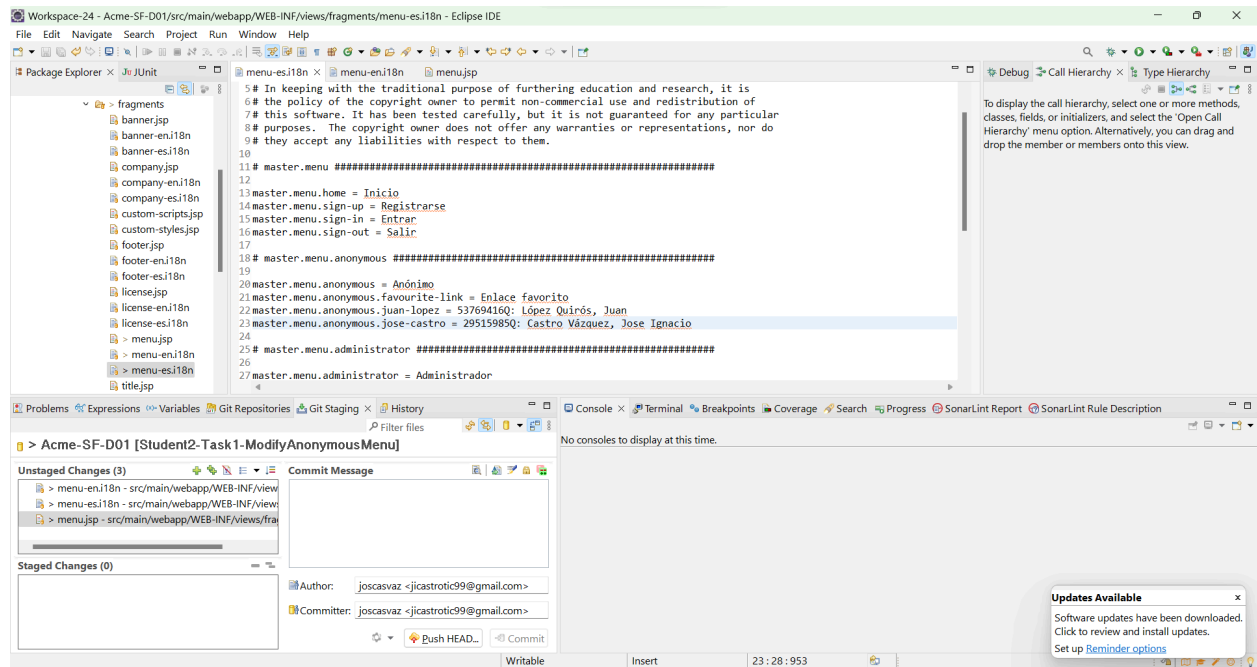 Workspace-24 - Acme-SF-D01/src/main/webapp/WEB-INF/views/fragments/menu-es.i18n - Eclipse IDE
File Edit Navigate Search Project Run Window Help
Package Explorer × JUnit
> fragments
banner.jsp
banner-en.i18n
banner-es.i18n
company.jsp
company-en.i18n
company-es.i18n
custom-scripts.jsp
custom-styles.jsp
footer.jsp
footer-en.i18n
footer-es.i18n
license.jsp
license-en.i18n
license-es.i18n
> menu.jsp
> menu-en.i18n
> menu-es.i18n
title.jsp
menu-es.i18n × menu-en.i18n menu.jsp
5 # In keeping with the traditional purpose of furthering education and research, it is
6 # the policy of the copyright owner to permit non-commercial use and redistribution of
7 # this software. It has been tested carefully, but it is not guaranteed for any particular
8 # purposes.  The copyright owner does not offer any warranties or representations, nor do
9 # they accept any liabilities with respect to them.
10
11 # master.menu #################################################################
12
13 master.menu.home = Inicio
14 master.menu.sign-up = Registrarse
15 master.menu.sign-in = Entrar
16 master.menu.sign-out = Salir
17
18 # master.menu.anonymous #######################################################
19
20 master.menu.anonymous = Anónimo
21 master.menu.anonymous.favourite-link = Enlace favorito
22 master.menu.anonymous.juan-lopez = 53769416Q: López Quirós, Juan
23 master.menu.anonymous.jose-castro = 29515985Q: Castro Vázquez, Jose Ignacio
24
25 # master.menu.administrator ###################################################
26
27 master.menu.administrator = Administrador
Debug Call Hierarchy × Type Hierarchy
To display the call hierarchy, select one or more methods,
classes, fields, or initializers, and select the 'Open Call
Hierarchy' menu option. Alternatively, you can drag and
drop the member or members onto this view.
Problems Expressions Variables Git Repositories Git Staging × History
Filter files
> Acme-SF-D01 [Student2-Task1-ModifyAnonymousMenu]
Unstaged Changes (3)
> menu-en.i18n - src/main/webapp/WEB-INF/view
> menu-es.i18n - src/main/webapp/WEB-INF/view
> menu.jsp - src/main/webapp/WEB-INF/views/fra
Staged Changes (0)
Commit Message
Author: joscasvaz <jicastrotic99@gmail.com>
Committer: joscasvaz <jicastrotic99@gmail.com>
Push HEAD... Commit
Console × Terminal Breakpoints Coverage Search Progress SonarLint Report SonarLint Rule Description
No consoles to display at this time.
Updates Available x
Software updates have been downloaded.
Click to review and install updates.
Set up Reminder options
Writable Insert 23 : 28 : 953